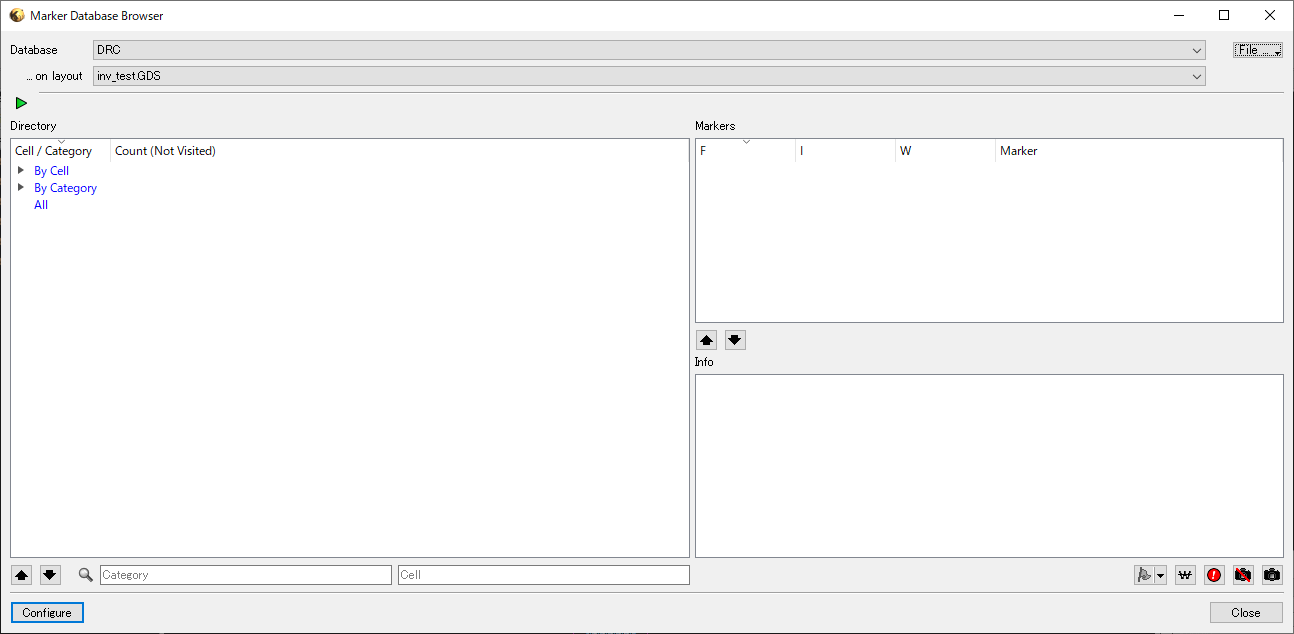 Marker Database Browser
Database
DRC
File ...
... on layout
inv_test.GDS
Directory
Markers
Cell / Category
Count (Not Visited)
F
I
W
Marker
By Cell
By Category
All
Info
Category
Cell
W
Configure
Close